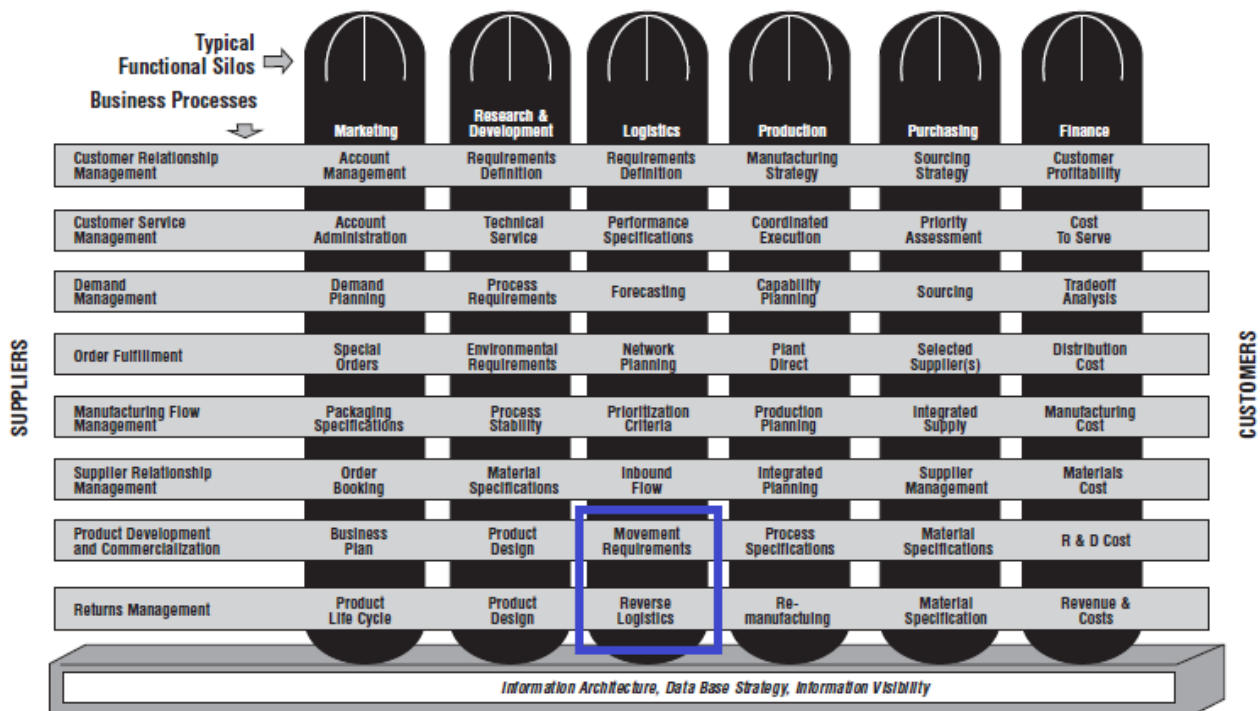 Typical
Functional Silos
Business Processes
Marketing
Research &
Development
Logistics
Production
Purchasing
Finance
Customer Relationship
Management
Account
Management
Requirements
Definition
Requirements
Definition
Manufacturing
Strategy
Sourcing
Strategy
Customer
Profitability
Customer Service
Management
Account
Administration
Technical
Service
Performance
Specifications
Coordinated
Execution
Priority
Assessment
Cost
To Serve
Demand
Management
Demand
Planning
Process
Requirements
Forecasting
Capability
Planning
Sourcing
Tradeoff
Analysis
Order Fulfillment
Special
Orders
Environmental
Requirements
Network
Planning
Plant
Direct
Selected
Supplier(s)
Distribution
Cost
Manufacturing Flow
Management
Packaging
Specifications
Process
Stability
Prioritization
Criteria
Production
Planning
Integrated
Supply
Manufacturing
Cost
Supplier Relationship
Management
Order
Booking
Material
Specifications
Inbound
Flow
Integrated
Planning
Supplier
Management
Materials
Cost
Product Development
and Commercialization
Business
Plan
Product
Design
Movement
Requirements
Process
Specifications
Material
Specifications
R & D Cost
Returns Management
Product
Life Cycle
Product
Design
Reverse
Logistics
Re-
manufactuing
Material
Specification
Revenue &
Costs
SUPPLIERS
CUSTOMERS
Information Architecture, Data Base Strategy, Information Visibility